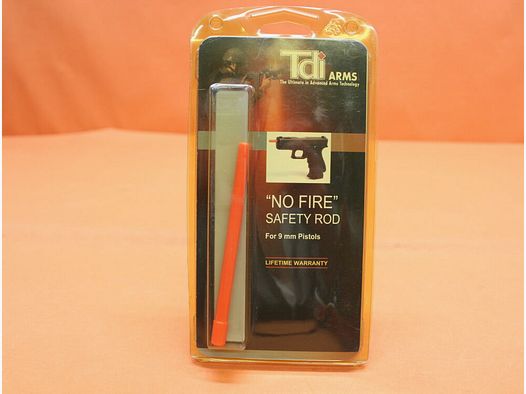 Tdi ARMS
The Ultimate in Advanced Arms Technology
"NO FIRE"
SAFETY ROD
For 9 mm Pistols
LIFETIME WARRANTY